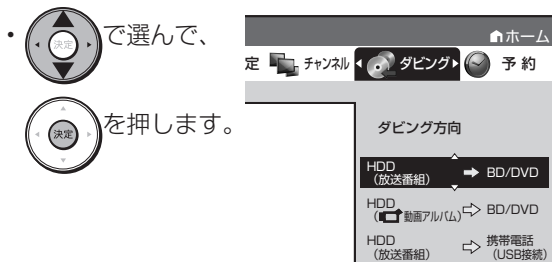 ・決定で選んで、
決定を押します。
ホーム
定 チャンネル ダビング 予約
ダビング方向
HDD
（放送番組） ➡ BD/DVD
HDD
（動画アルバム） ⇨ BD/DVD
HDD
（放送番組） ⇨ 携帯電話
（USB接続）